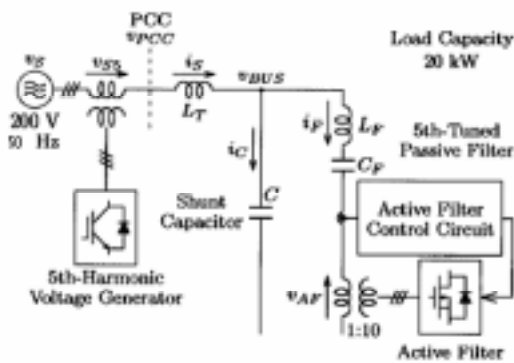 PCC
v_PCC
Load Capacity
20 kW
v_S
v_S5
i_S
v_BUS
L_T
200 V
50 Hz
i_F
L_F
5th-Tuned
Passive Filter
i_C
C_F
Shunt
Capacitor
C
Active Filter
Control Circuit
5th-Harmonic
Voltage Generator
v_AF
1:10
Active Filter